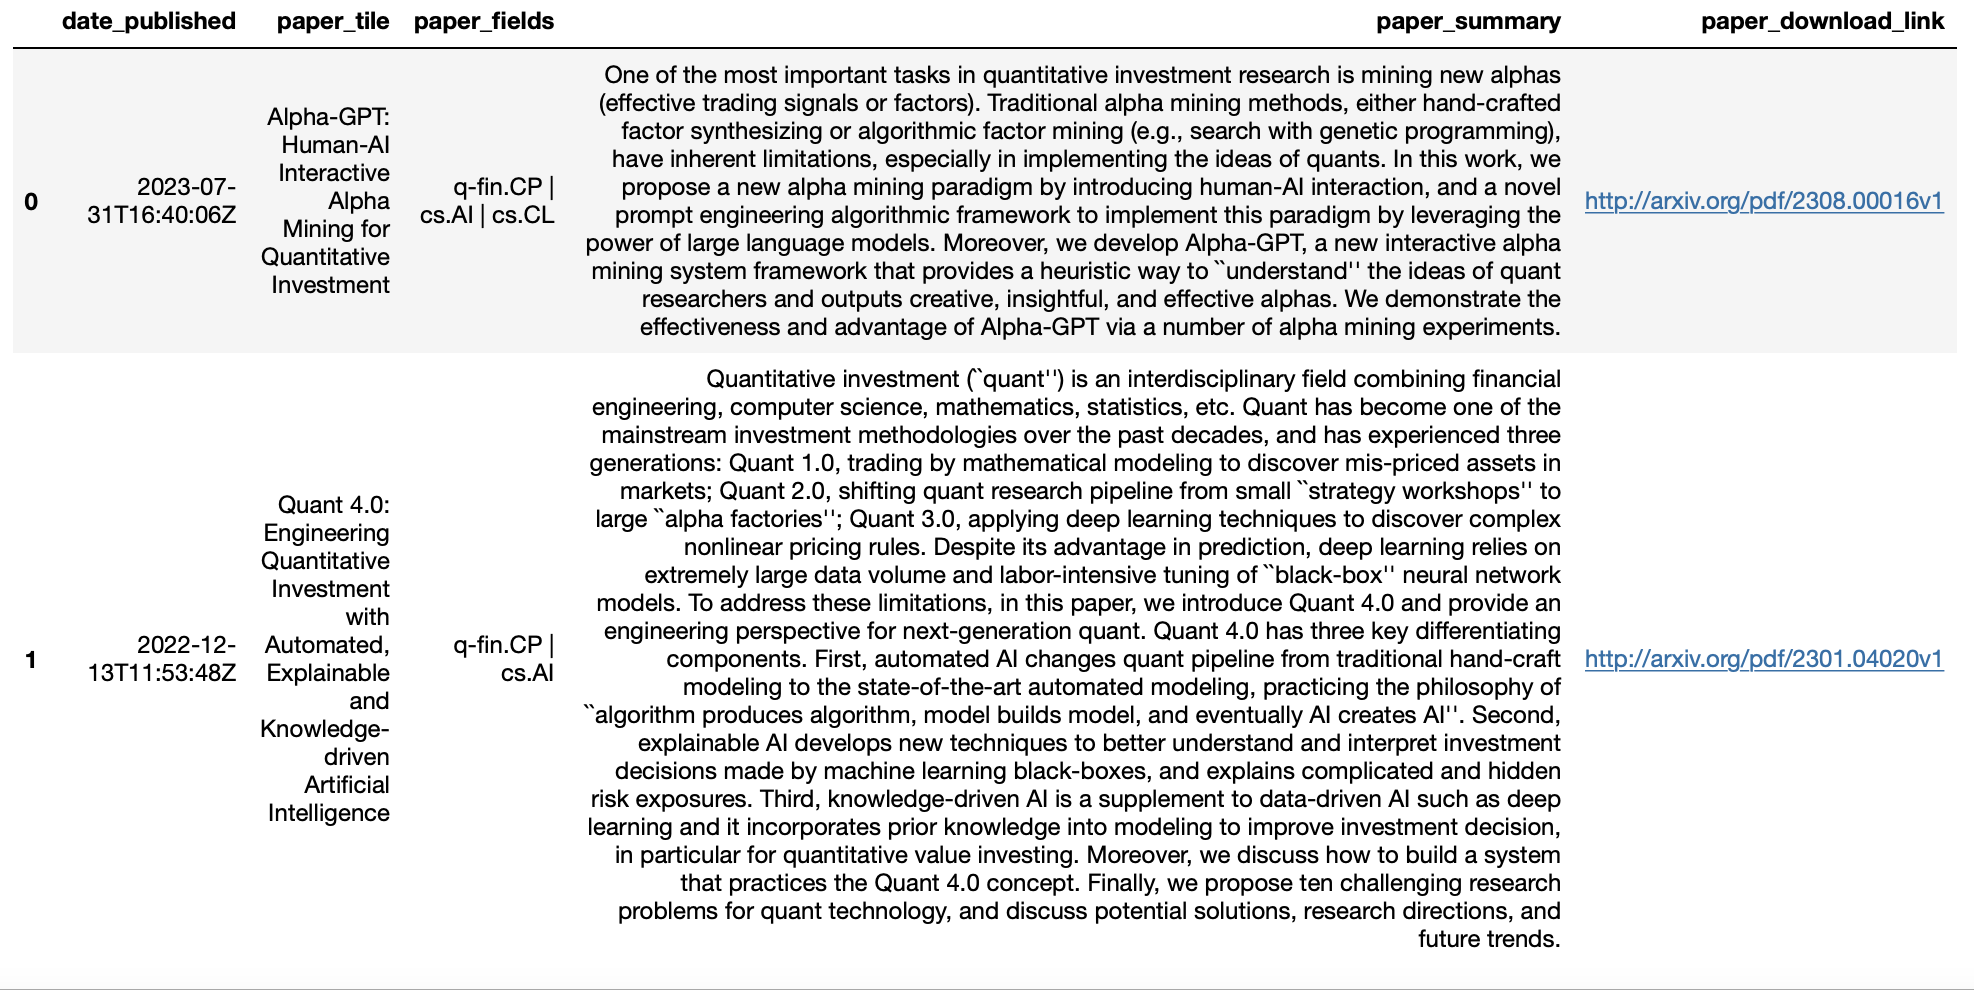 date_published paper_tile paper_fields paper_summary paper_download_link
0
2023-07-
31T16:40:06Z
Alpha-GPT:
Human-AI
Interactive
Alpha
Mining for
Quantitative
Investment
q-fin.CP |
cs.AI | cs.CL
One of the most important tasks in quantitative investment research is mining new alphas
(effective trading signals or factors). Traditional alpha mining methods, either hand-crafted
factor synthesizing or algorithmic factor mining (e.g., search with genetic programming),
have inherent limitations, especially in implementing the ideas of quants. In this work, we
propose a new alpha mining paradigm by introducing human-AI interaction, and a novel
prompt engineering algorithmic framework to implement this paradigm by leveraging the
power of large language models. Moreover, we develop Alpha-GPT, a new interactive alpha
mining system framework that provides a heuristic way to ``understand'' the ideas of quant
researchers and outputs creative, insightful, and effective alphas. We demonstrate the
effectiveness and advantage of Alpha-GPT via a number of alpha mining experiments.
http://arxiv.org/pdf/2308.00016v1
1
2022-12-
13T11:53:48Z
Quant 4.0:
Engineering
Quantitative
Investment
with
Automated,
Explainable
and
Knowledge-
driven
Artificial
Intelligence
q-fin.CP |
cs.AI
Quantitative investment (``quant'') is an interdisciplinary field combining financial
engineering, computer science, mathematics, statistics, etc. Quant has become one of the
mainstream investment methodologies over the past decades, and has experienced three
generations: Quant 1.0, trading by mathematical modeling to discover mis-priced assets in
markets; Quant 2.0, shifting quant research pipeline from small ``strategy workshops'' to
large ``alpha factories''; Quant 3.0, applying deep learning techniques to discover complex
nonlinear pricing rules. Despite its advantage in prediction, deep learning relies on
extremely large data volume and labor-intensive tuning of ``black-box'' neural network
models. To address these limitations, in this paper, we introduce Quant 4.0 and provide an
engineering perspective for next-generation quant. Quant 4.0 has three key differentiating
components. First, automated AI changes quant pipeline from traditional hand-craft
modeling to the state-of-the-art automated modeling, practicing the philosophy of
``algorithm produces algorithm, model builds model, and eventually AI creates AI''. Second,
explainable AI develops new techniques to better understand and interpret investment
decisions made by machine learning black-boxes, and explains complicated and hidden
risk exposures. Third, knowledge-driven AI is a supplement to data-driven AI such as deep
learning and it incorporates prior knowledge into modeling to improve investment decision,
in particular for quantitative value investing. Moreover, we discuss how to build a system
that practices the Quant 4.0 concept. Finally, we propose ten challenging research
problems for quant technology, and discuss potential solutions, research directions, and
future trends.
http://arxiv.org/pdf/2301.04020v1